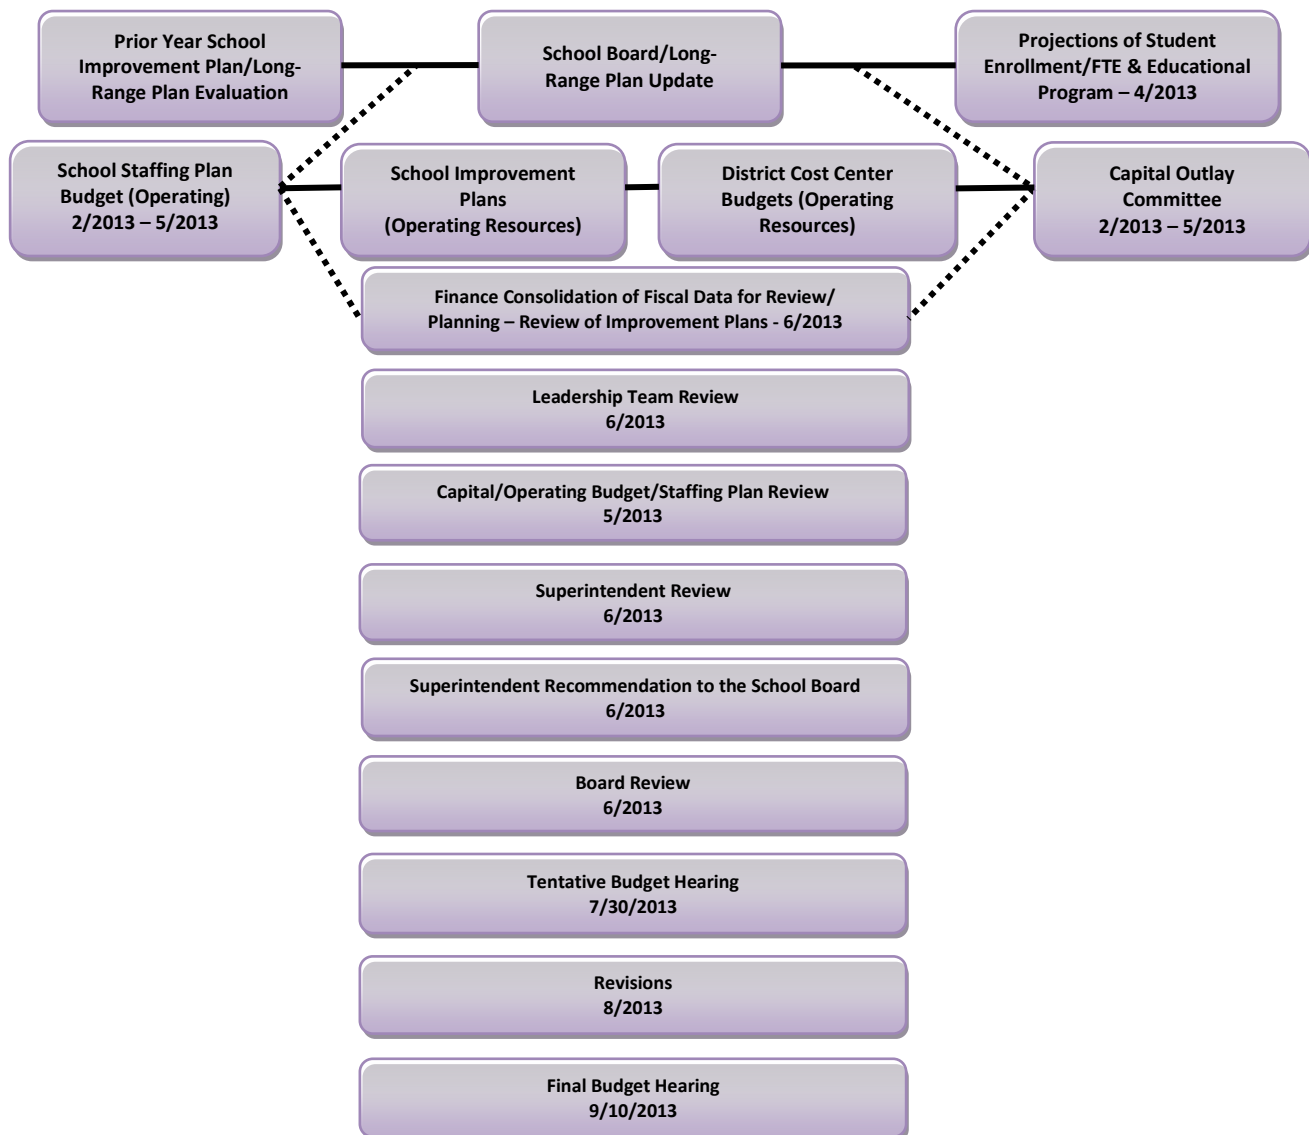 Prior Year School
Improvement Plan/Long-
Range Plan Evaluation
School Board/Long-
Range Plan Update
Projections of Student
Enrollment/FTE & Educational
Program – 4/2013
School Staffing Plan
Budget (Operating)
2/2013 – 5/2013
School Improvement
Plans
(Operating Resources)
District Cost Center
Budgets (Operating
Resources)
Capital Outlay
Committee
2/2013 – 5/2013
Finance Consolidation of Fiscal Data for Review/
Planning – Review of Improvement Plans - 6/2013
Leadership Team Review
6/2013
Capital/Operating Budget/Staffing Plan Review
5/2013
Superintendent Review
6/2013
Superintendent Recommendation to the School Board
6/2013
Board Review
6/2013
Tentative Budget Hearing
7/30/2013
Revisions
8/2013
Final Budget Hearing
9/10/2013